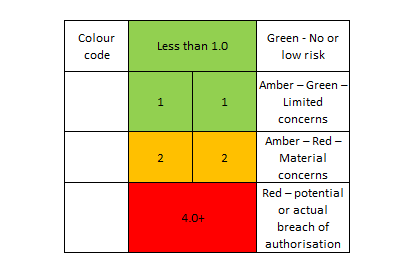 Colour
code
Less than 1.0
Green - No or
low risk
1
1
Amber – Green –
Limited
concerns
2
2
Amber – Red –
Material
concerns
4.0+
Red – potential
or actual
breach of
authorisation